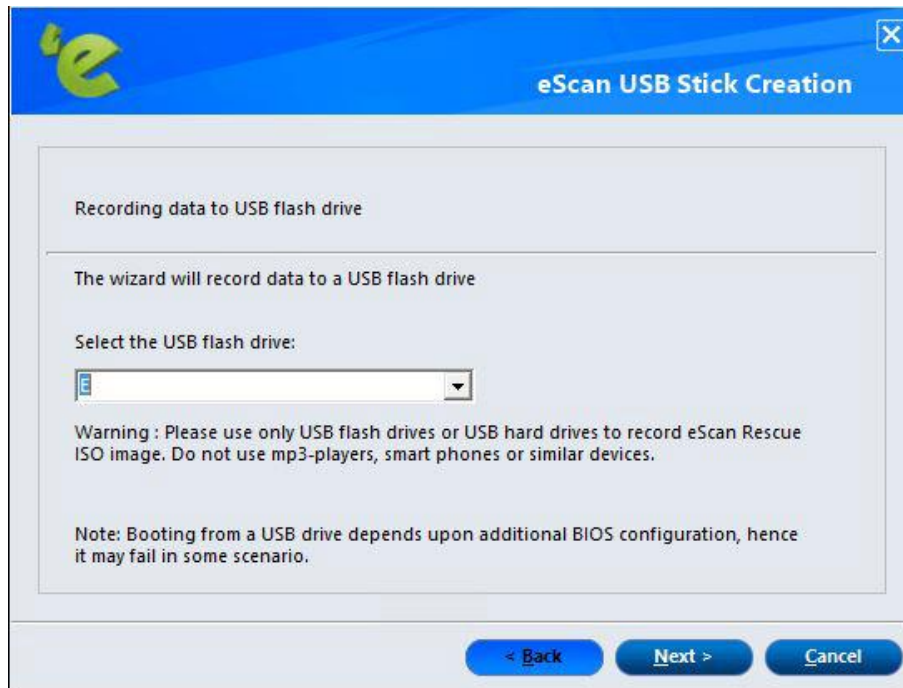 eScan USB Stick Creation
Recording data to USB flash drive
The wizard will record data to a USB flash drive
Select the USB flash drive:
E
Warning : Please use only USB flash drives or USB hard drives to record eScan Rescue
ISO image. Do not use mp3-players, smart phones or similar devices.
Note: Booting from a USB drive depends upon additional BIOS configuration, hence
it may fail in some scenario.
< Back
Next >
Cancel